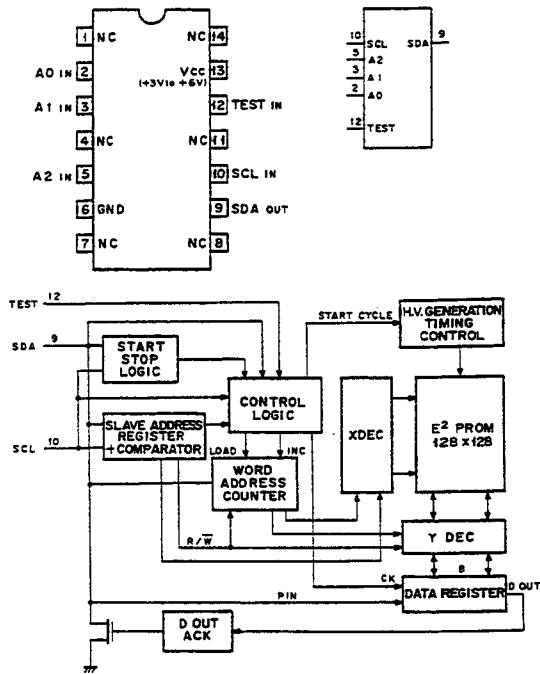 1 NC NC 14
A0 IN 2 VCC 13
(+3V to +6V)
A1 IN 3 12 TEST IN
4 NC NC 11
A2 IN 5 10 SCL IN
6 GND 9 SDA OUT
7 NC NC 8
10 SCL SDA 9
5 A2
3 A1
2 A0
12 TEST
TEST 12
START CYCLE
H.V. GENERATION
TIMING
CONTROL
SDA 9
START
STOP
LOGIC
CONTROL
LOGIC
XDEC
E² PROM
128 x 128
SCL 10
SLAVE ADDRESS
REGISTER
+ COMPARATOR
LOAD INC
WORD
ADDRESS
COUNTER
R/W̅
Y DEC
8
CK
D OUT
DATA REGISTER
PIN
D OUT
ACK